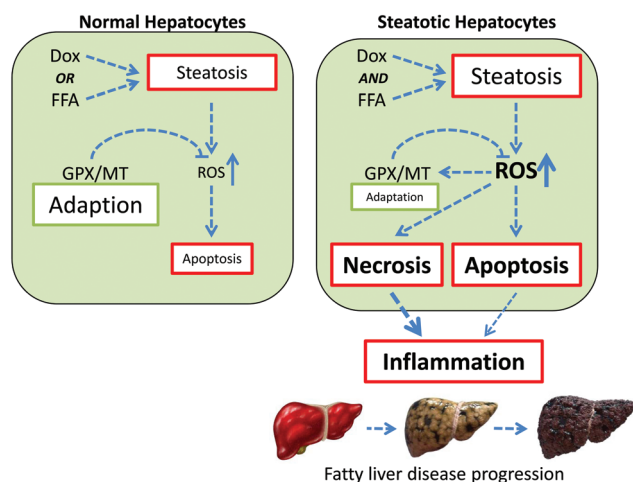 Normal Hepatocytes
Dox
OR
FFA
Steatosis
GPX/MT
ROS
Adaption
Apoptosis
Steatotic Hepatocytes
Dox
AND
FFA
Steatosis
GPX/MT
ROS
Adaptation
Necrosis
Apoptosis
Inflammation
Fatty liver disease progression